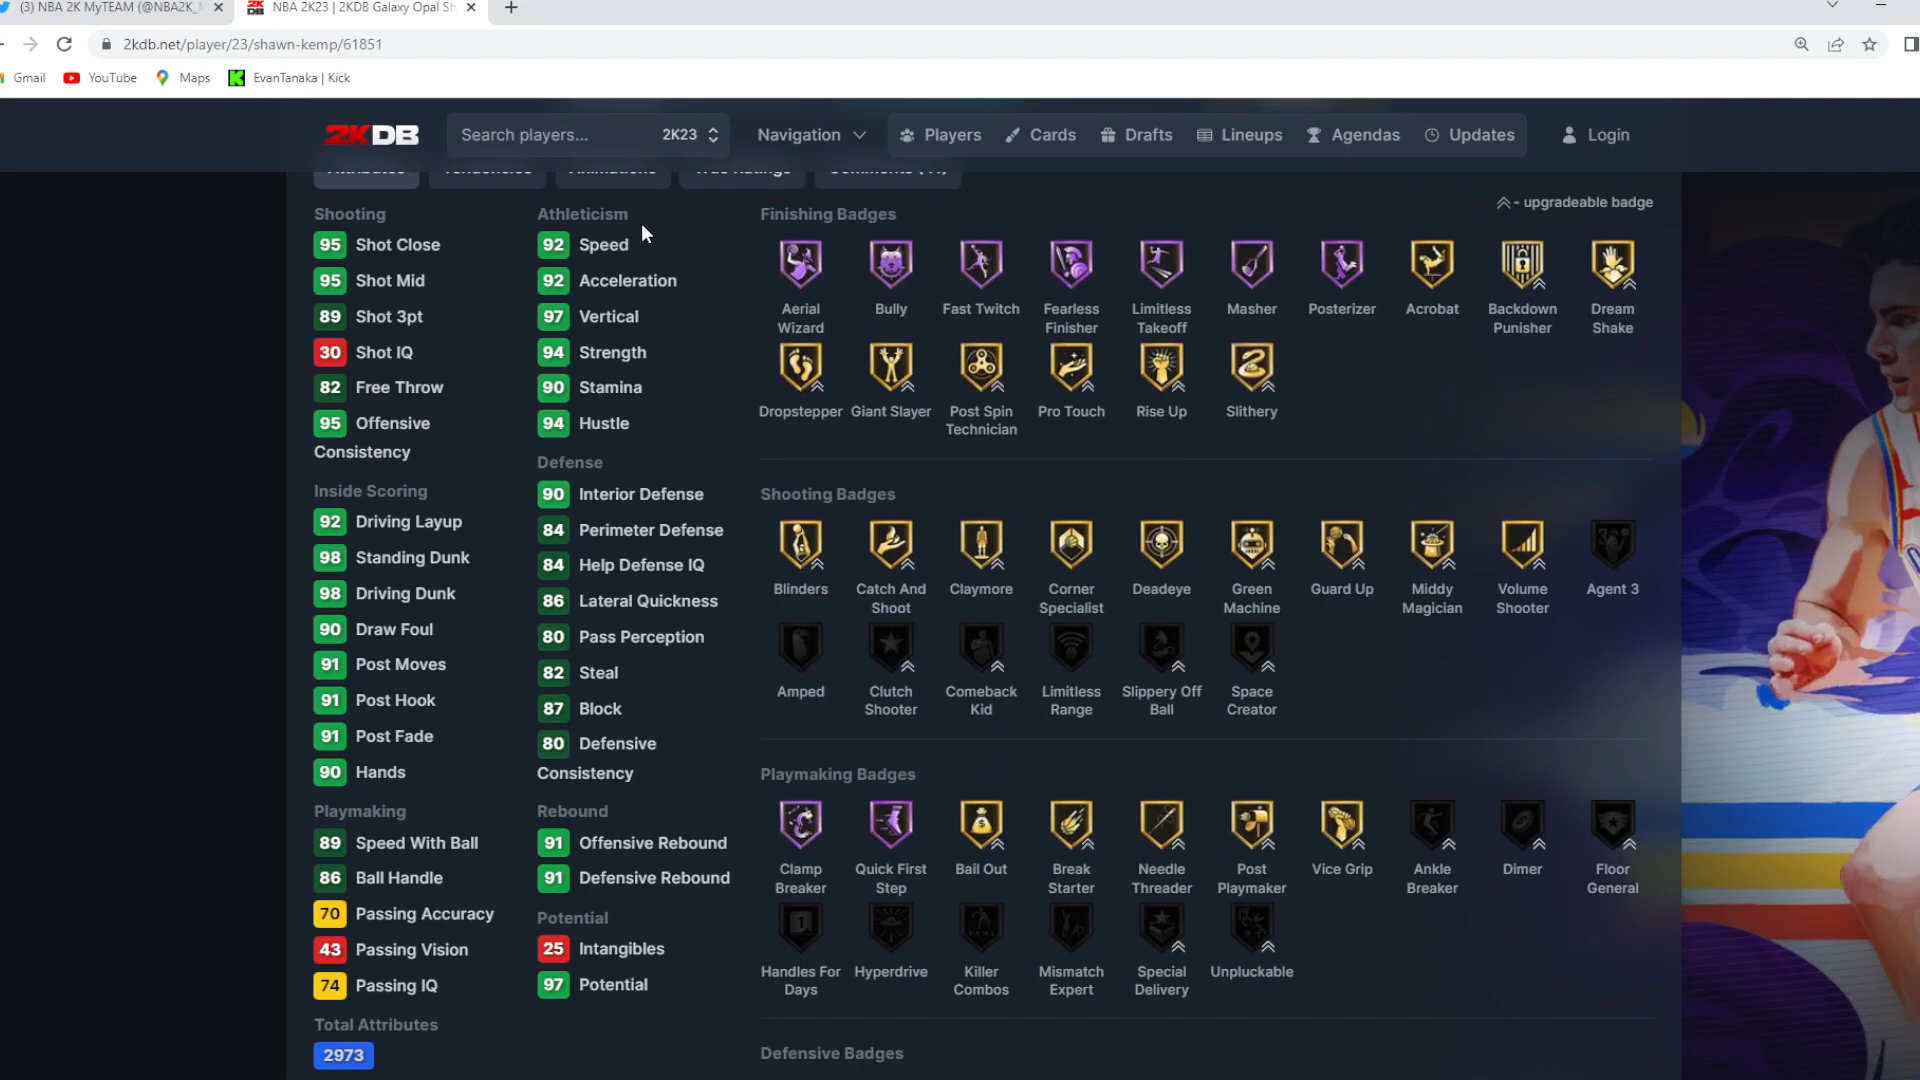 (3) NBA 2K MyTEAM (@NBA2K_
NBA 2K23 | 2KDB Galaxy Opal Sh
2kdb.net/player/23/shawn-kemp/61851
Gmail
YouTube
Maps
EvanTanaka | Kick
2KDB
Search players...
2K23
Navigation
Players
Cards
Drafts
Lineups
Agendas
Updates
Login
Attributes
Tendencies
Animations
- upgradeable badge
Shooting
95 Shot Close
95 Shot Mid
89 Shot 3pt
30 Shot IQ
82 Free Throw
95 Offensive
Consistency
Inside Scoring
92 Driving Layup
98 Standing Dunk
98 Driving Dunk
90 Draw Foul
91 Post Moves
91 Post Hook
91 Post Fade
90 Hands
Playmaking
89 Speed With Ball
86 Ball Handle
70 Passing Accuracy
43 Passing Vision
74 Passing IQ
Total Attributes
2973
Athleticism
92 Speed
92 Acceleration
97 Vertical
94 Strength
90 Stamina
94 Hustle
Defense
90 Interior Defense
84 Perimeter Defense
84 Help Defense IQ
86 Lateral Quickness
80 Pass Perception
82 Steal
87 Block
80 Defensive
Consistency
Rebound
91 Offensive Rebound
91 Defensive Rebound
Potential
25 Intangibles
97 Potential
Finishing Badges
Aerial
Wizard
Bully
Fast Twitch
Fearless
Finisher
Limitless
Takeoff
Masher
Posterizer
Acrobat
Backdown
Punisher
Dream
Shake
Dropstepper
Giant Slayer
Post Spin
Technician
Pro Touch
Rise Up
Slithery
Shooting Badges
Blinders
Catch And
Shoot
Claymore
Corner
Specialist
Deadeye
Green
Machine
Guard Up
Middy
Magician
Volume
Shooter
Agent 3
Amped
Clutch
Shooter
Comeback
Kid
Limitless
Range
Slippery Off
Ball
Space
Creator
Playmaking Badges
Clamp
Breaker
Quick First
Step
Bail Out
Break
Starter
Needle
Threader
Post
Playmaker
Vice Grip
Ankle
Breaker
Dimer
Floor
General
Handles For
Days
Hyperdrive
Killer
Combos
Mismatch
Expert
Special
Delivery
Unpluckable
Defensive Badges